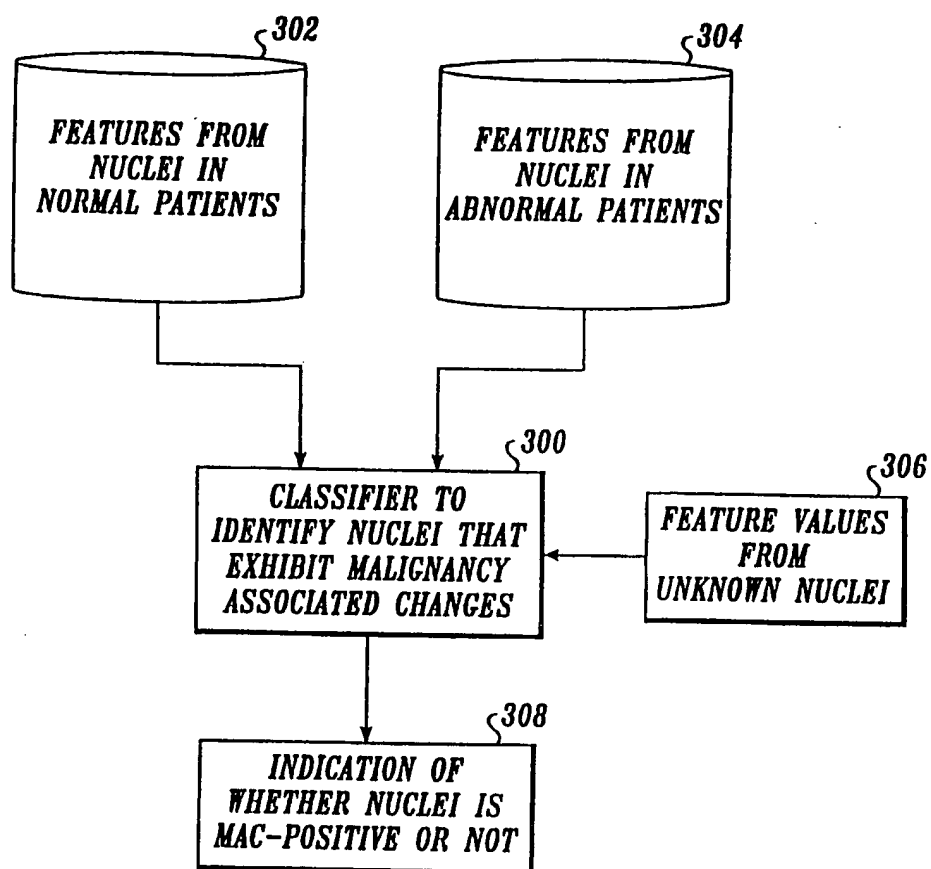 302
FEATURES FROM
NUCLEI IN
NORMAL PATIENTS
304
FEATURES FROM
NUCLEI IN
ABNORMAL PATIENTS
300
CLASSIFIER TO
IDENTIFY NUCLEI THAT
EXHIBIT MALIGNANCY
ASSOCIATED CHANGES
306
FEATURE VALUES
FROM
UNKNOWN NUCLEI
308
INDICATION OF
WHETHER NUCLEI IS
MAC-POSITIVE OR NOT